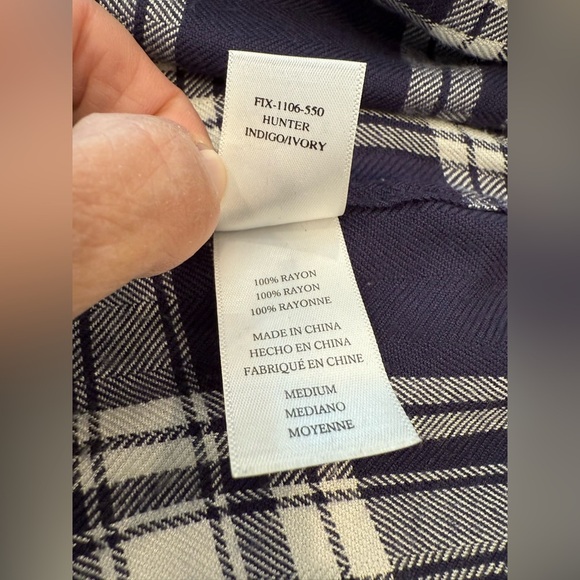 FIX-1106-550
HUNTER
INDIGO/IVORY
100% RAYON
100% RAYON
100% RAYONNE
MADE IN CHINA
HECHO EN CHINA
FABRIQUÉ EN CHINE
MEDIUM
MEDIANO
MOYENNE